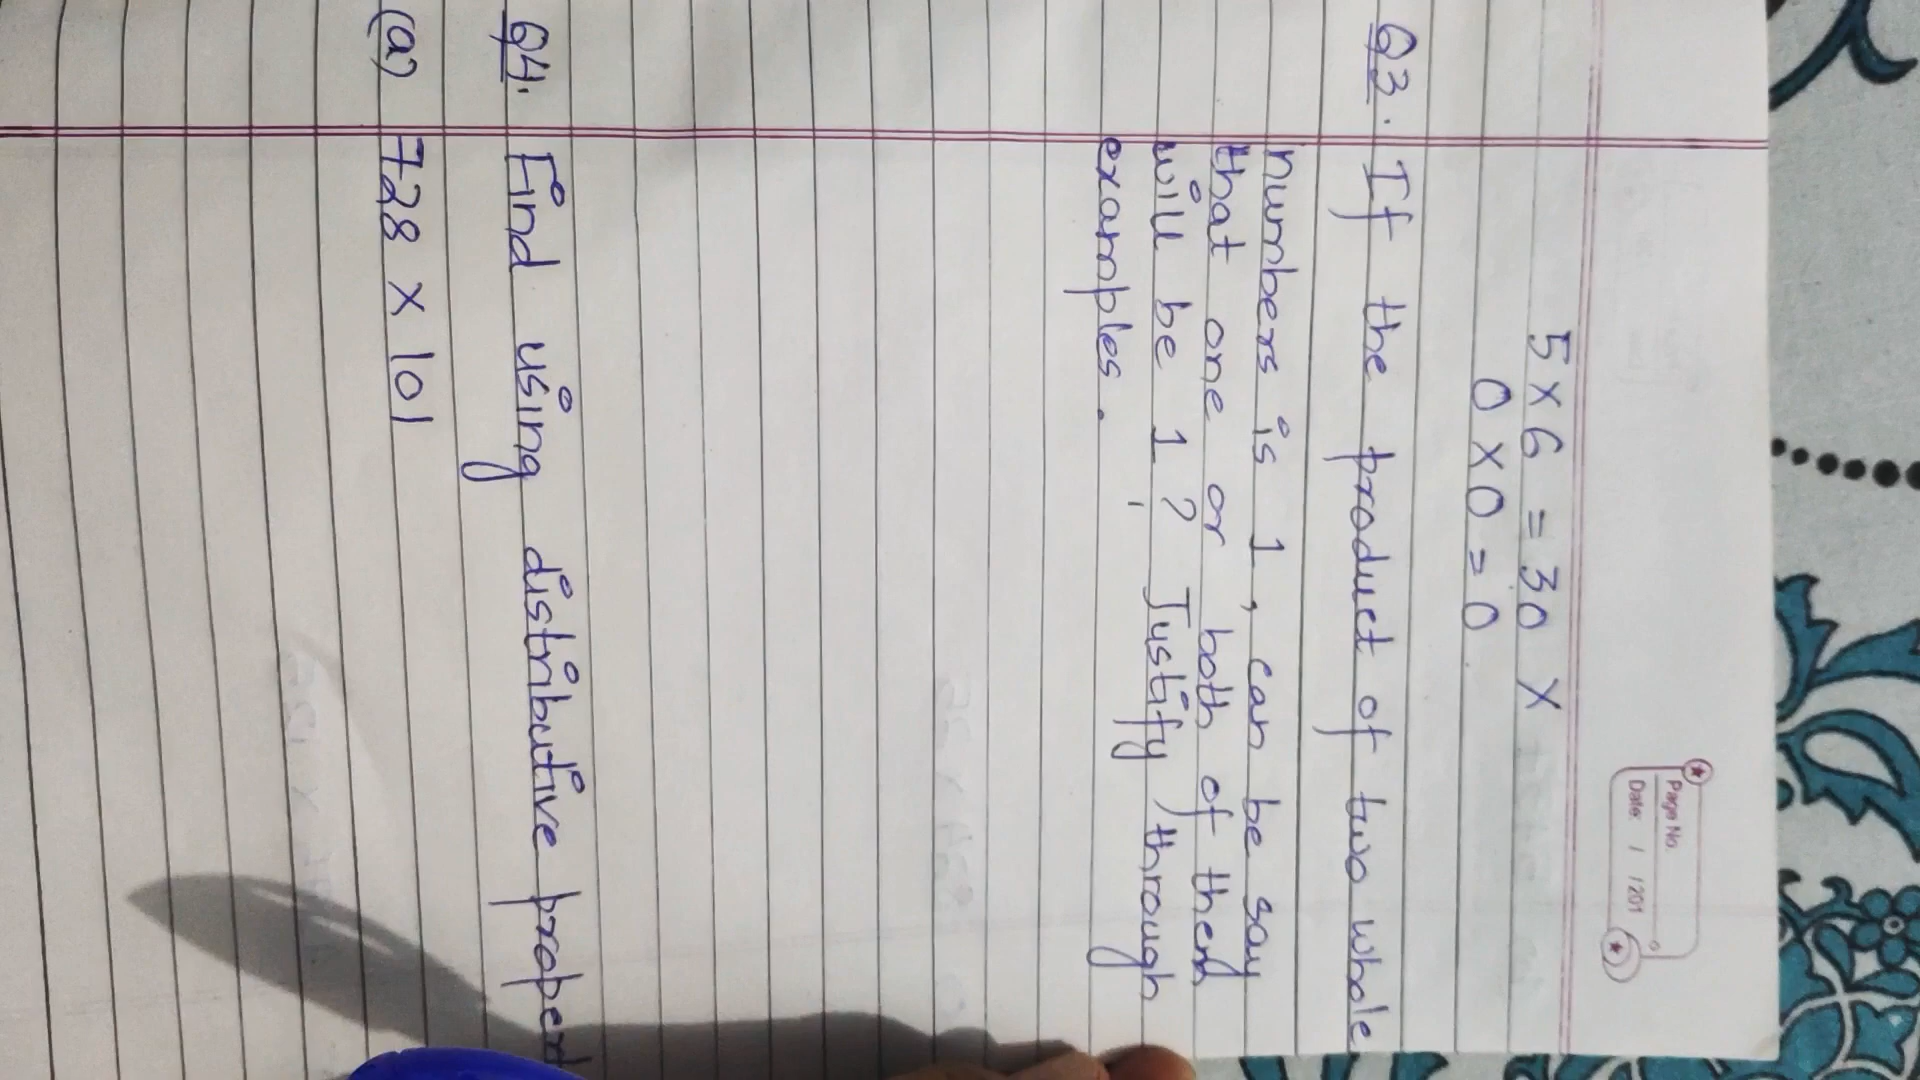 Page No.
Date: / /201
5 × 6 = 30 ×
0 × 0 = 0
Q3. If the product of two whole
numbers is 1, can be say
that one or both of them
will be 1? Justify through
examples.
Q4. Find using distributive propert
(a) 728 × 101